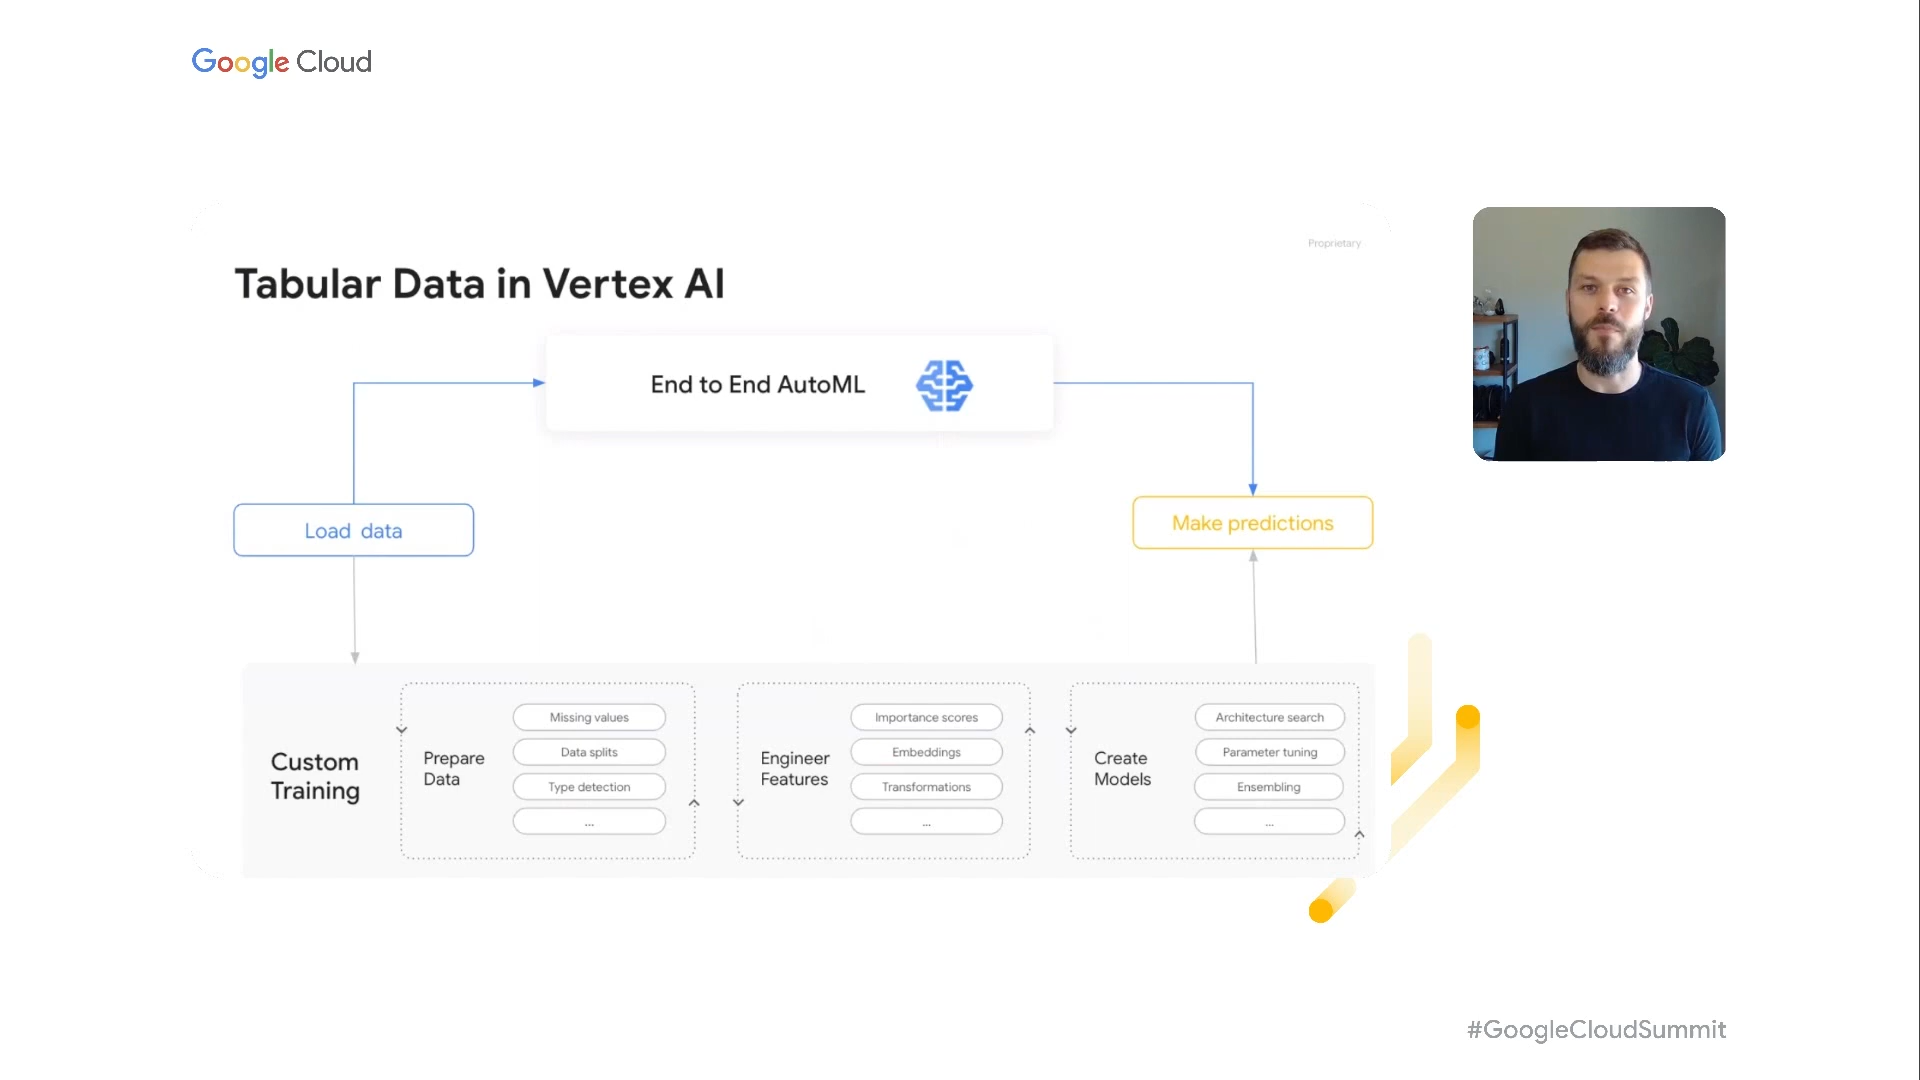 Google Cloud
Proprietary
Tabular Data in Vertex AI
End to End AutoML
Load data
Make predictions
Custom
Training
Prepare
Data
Missing values
Data splits
Type detection
...
Engineer
Features
Importance scores
Embeddings
Transformations
...
Create
Models
Architecture search
Parameter tuning
Ensembling
...
#GoogleCloudSummit